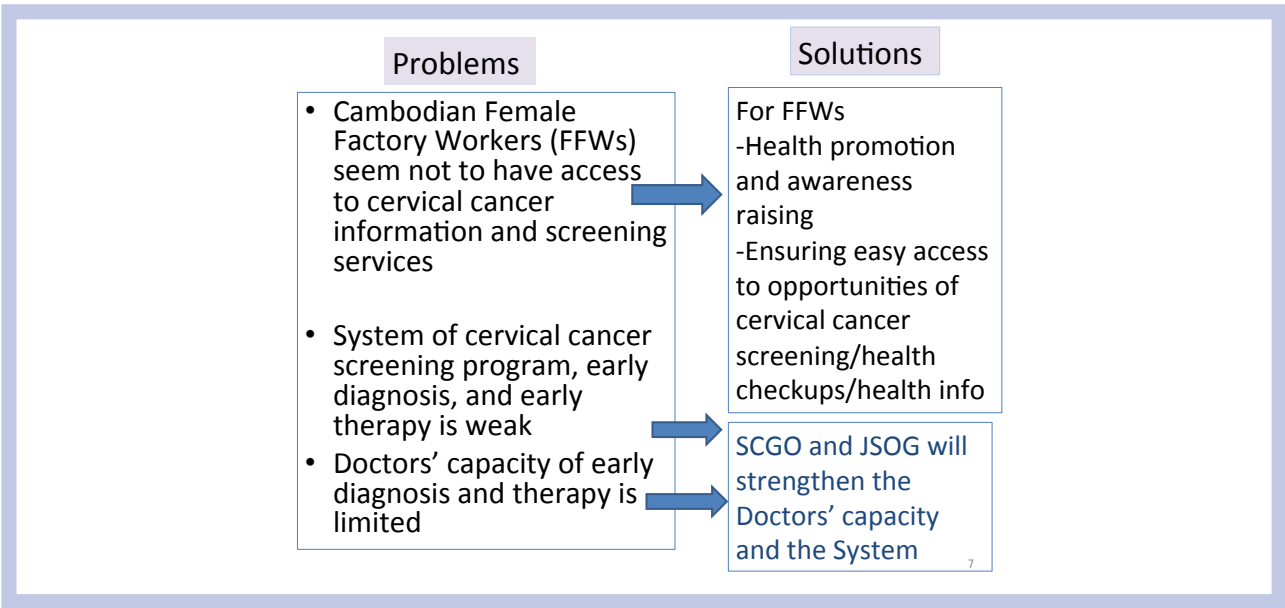 Problems
• Cambodian Female
Factory Workers (FFWs)
seem not to have access
to cervical cancer
information and screening
services
• System of cervical cancer
screening program, early
diagnosis, and early
therapy is weak
• Doctors’ capacity of early
diagnosis and therapy is
limited
Solutions
For FFWs
-Health promotion
and awareness
raising
-Ensuring easy access
to opportunities of
cervical cancer
screening/health
checkups/health info
SCGO and JSOG will
strengthen the
Doctors’ capacity
and the System
7